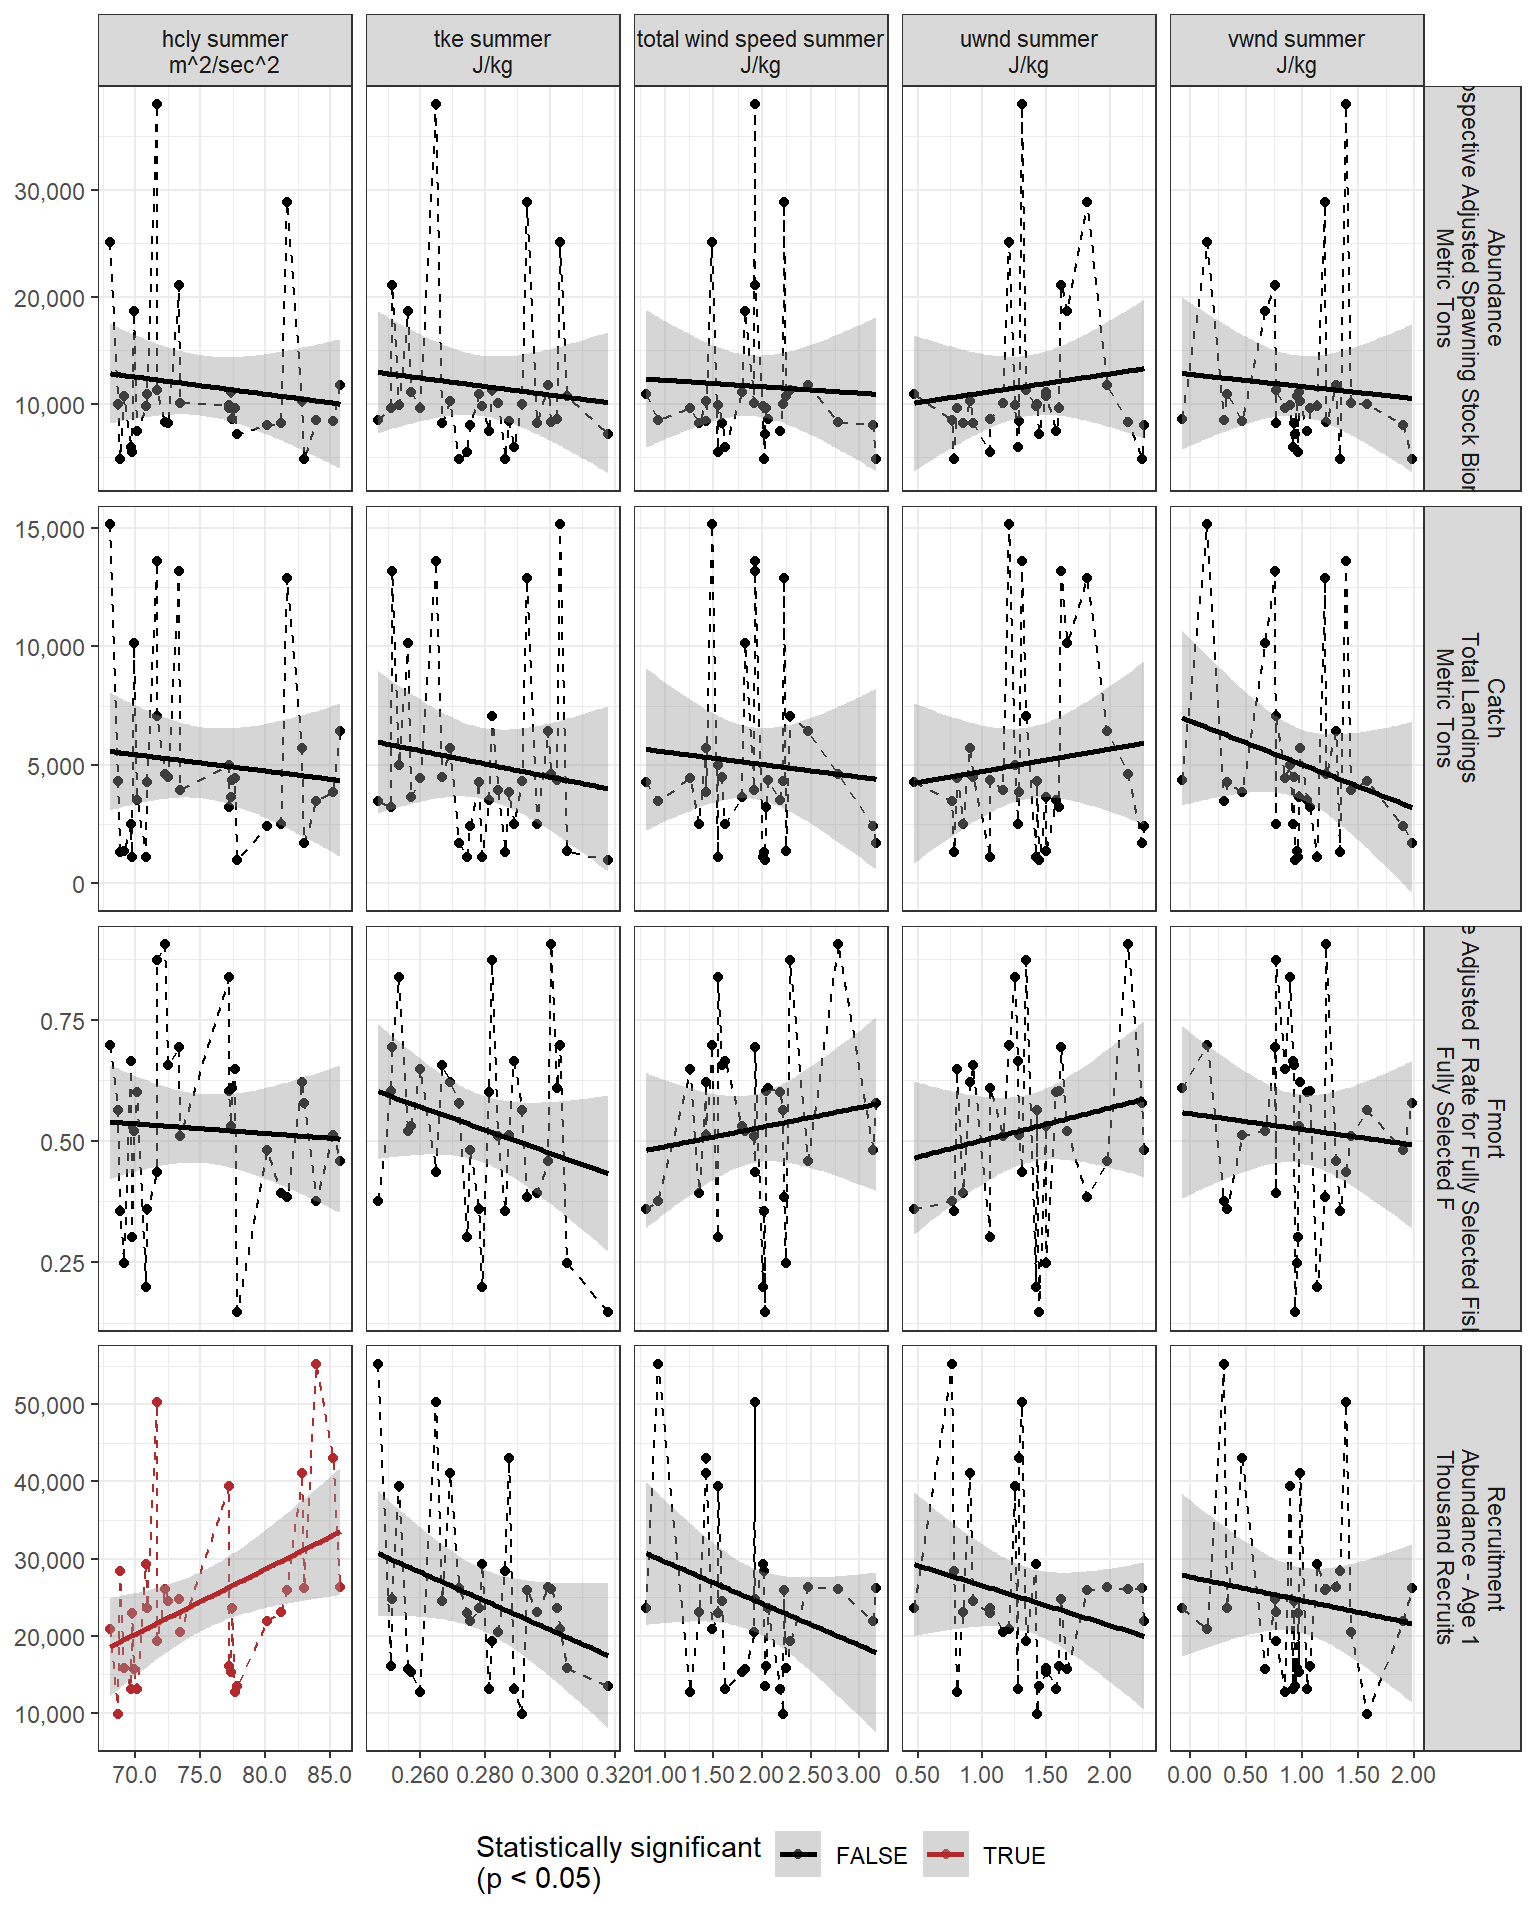 hcly summer
m^2/sec^2
tke summer
J/kg
total wind speed summer
J/kg
uwnd summer
J/kg
vwnd summer
J/kg
30,000
20,000
10,000
Abundance
Adjusted Spawning Stock
Metric Tons
15,000
10,000
5,000
0
Catch
Total Landings
Metric Tons
0.75
0.50
0.25
Fmort
Adjusted F Rate for Fully Selected
Fully Selected F
50,000
40,000
30,000
20,000
10,000
Recruitment
Abundance - Age 1
Thousand Recruits
70.0 75.0 80.0 85.0
0.260 0.280 0.300 0.320
1.00 1.50 2.00 2.50 3.00
0.50 1.00 1.50 2.00
0.00 0.50 1.00 1.50 2.00
Statistically significant
(p < 0.05)
FALSE
TRUE